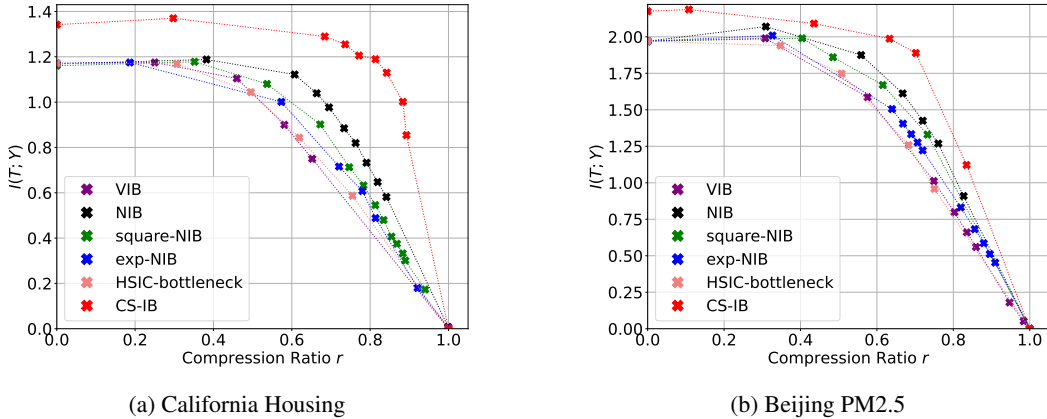 1.4
1.2
1.0
0.8
0.6
0.4
0.2
0.0
I(T; Y)
VIB
NIB
square-NIB
exp-NIB
HSIC-bottleneck
CS-IB
0.0 0.2 0.4 0.6 0.8 1.0
Compression Ratio r
(a) California Housing
2.00
1.75
1.50
1.25
1.00
0.75
0.50
0.25
0.00
I(T; Y)
VIB
NIB
square-NIB
exp-NIB
HSIC-bottleneck
CS-IB
0.0 0.2 0.4 0.6 0.8 1.0
Compression Ratio r
(b) Beijing PM2.5